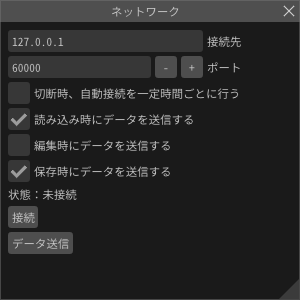 ネットワーク
127.0.0.1 接続先
60000 - + ポート
切断時、自動接続を一定時間ごとに行う
読み込み時にデータを送信する
編集時にデータを送信する
保存時にデータを送信する
状態：未接続
接続
データ送信